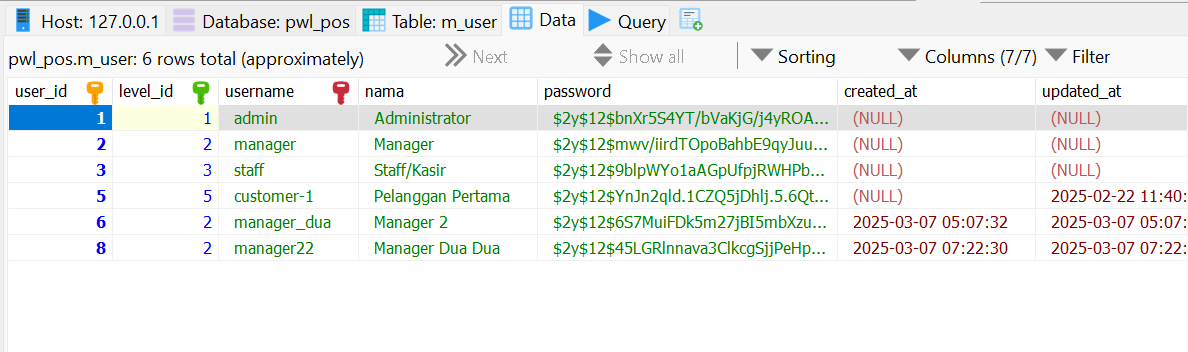 Host: 127.0.0.1 Database: pwl_pos Table: m_user Data Query
pwl_pos.m_user: 6 rows total (approximately) Next Show all Sorting Columns (7/7) Filter
user_id level_id username nama password created_at updated_at
1 1 admin Administrator $2y$12$bnXr5S4YT/bVaKjG/j4yROA... (NULL) (NULL)
2 2 manager Manager $2y$12$mwv/iirdTOpoBahbE9qyJuu... (NULL) (NULL)
3 3 staff Staff/Kasir $2y$12$9blpWYo1aAGpUfpjRWHPb... (NULL) (NULL)
5 5 customer-1 Pelanggan Pertama $2y$12$YnJn2qld.1CZQ5jDhlj.5.6Qt... (NULL) 2025-02-22 11:40:
6 2 manager_dua Manager 2 $2y$12$6S7MuiFDk5m27jBI5mbXzu... 2025-03-07 05:07:32 2025-03-07 05:07:
8 2 manager22 Manager Dua Dua $2y$12$45LGRlnnava3ClkcgSjjPeHp... 2025-03-07 07:22:30 2025-03-07 07:22: